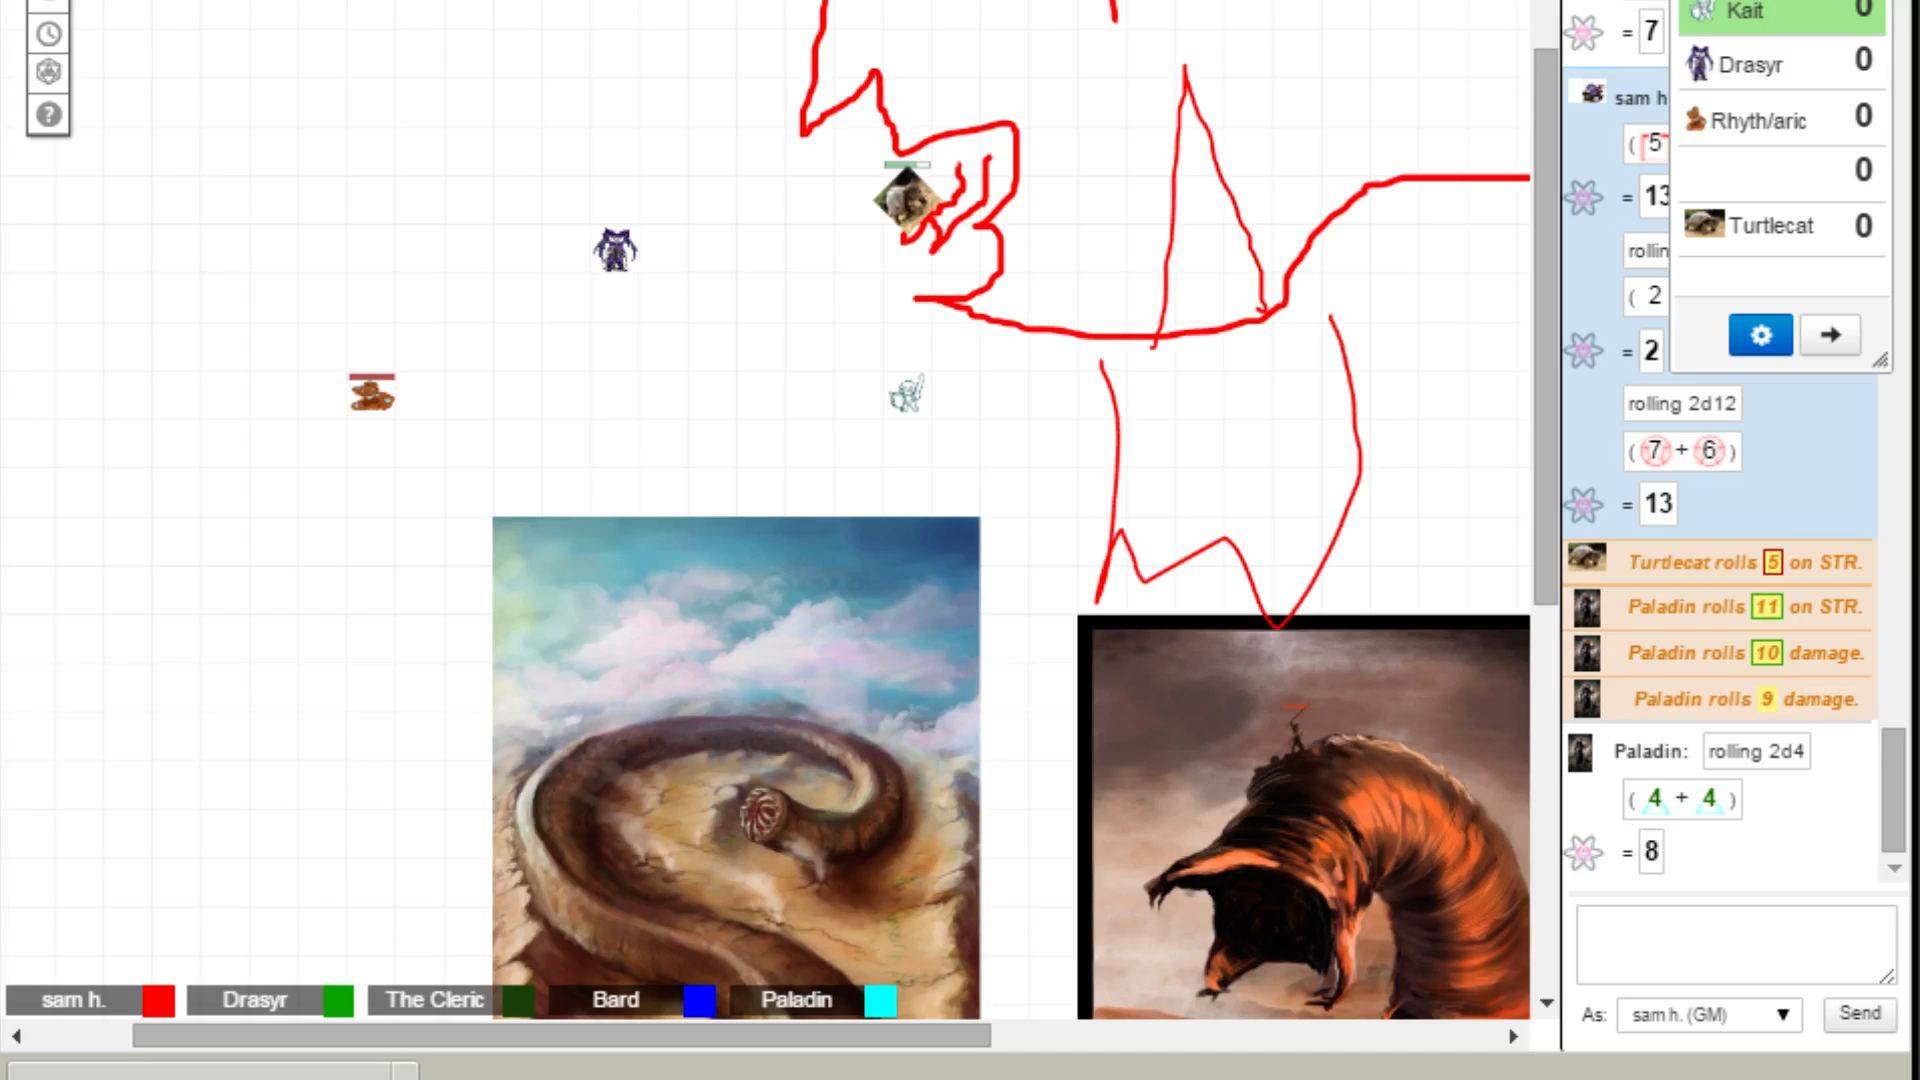 ?
= 7
sam h
( 5
= 13
rollin
( 2
= 2
rolling 2d12
( 7 + 6 )
= 13
Turtlecat rolls 5 on STR.
Paladin rolls 11 on STR.
Paladin rolls 10 damage.
Paladin rolls 9 damage.
Paladin: rolling 2d4
( 4 + 4 )
= 8
As: sam h. (GM) Send
Kait 0
Drasyr 0
Rhyth/aric 0
0
Turtlecat 0
sam h. Drasyr The Cleric Bard Paladin